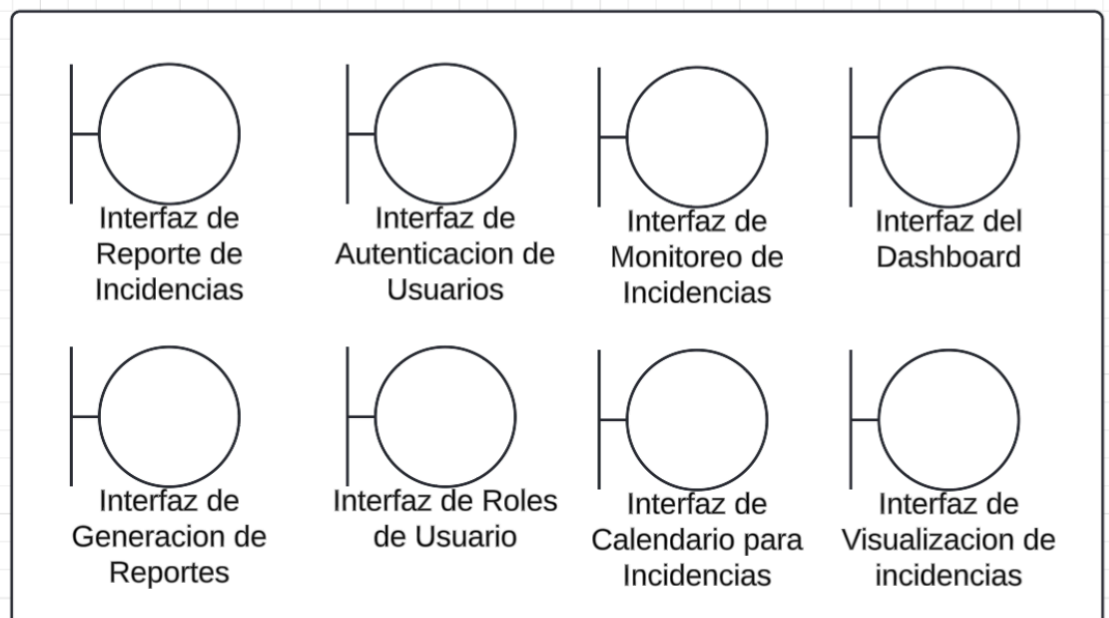 Interfaz de
Reporte de
Incidencias
Interfaz de
Autenticacion de
Usuarios
Interfaz de
Monitoreo de
Incidencias
Interfaz del
Dashboard
Interfaz de
Generacion de
Reportes
Interfaz de Roles
de Usuario
Interfaz de
Calendario para
Incidencias
Interfaz de
Visualizacion de
incidencias